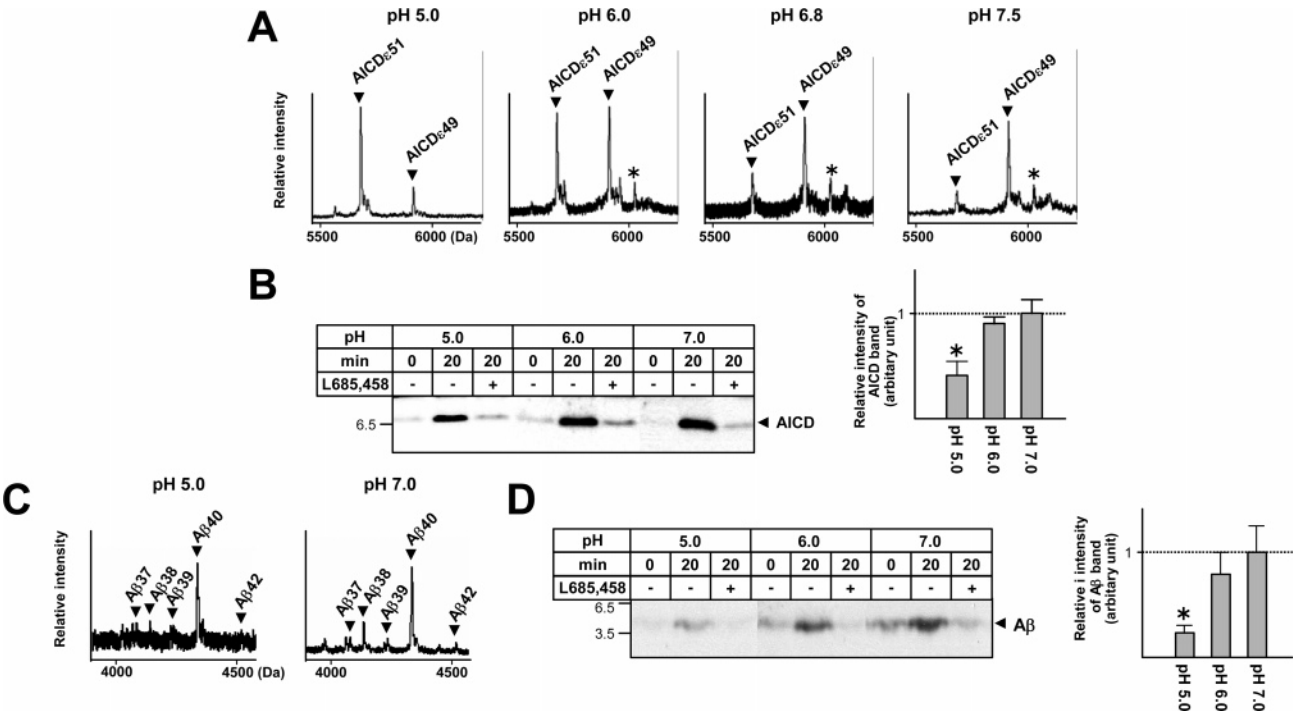 A
pH 5.0
pH 6.0
pH 6.8
pH 7.5
Relative intensity
AICDε51
AICDε49
5500 6000 (Da)
AICDε51
AICDε49
*
5500 6000
AICDε51
AICDε49
*
5500 6000
AICDε51
AICDε49
*
5500 6000
B
pH 5.0 6.0 7.0
min 0 20 20 0 20 20 0 20 20
L685,458 - - + - - + - - +
6.5
AICD
Relative intensity of
AICD band
(arbitary unit)
1
*
pH 5.0
pH 6.0
pH 7.0
C
pH 5.0
pH 7.0
Relative intensity
Aβ37
Aβ38
Aβ39
Aβ40
Aβ42
4000 4500 (Da)
Aβ37
Aβ38
Aβ39
Aβ40
Aβ42
4000 4500
D
pH 5.0 6.0 7.0
min 0 20 20 0 20 20 0 20 20
L685,458 - - + - - + - - +
6.5
3.5
Aβ
Relative i intensity
of Aβ band
(arbitary unit)
1
*
pH 5.0
pH 6.0
pH 7.0